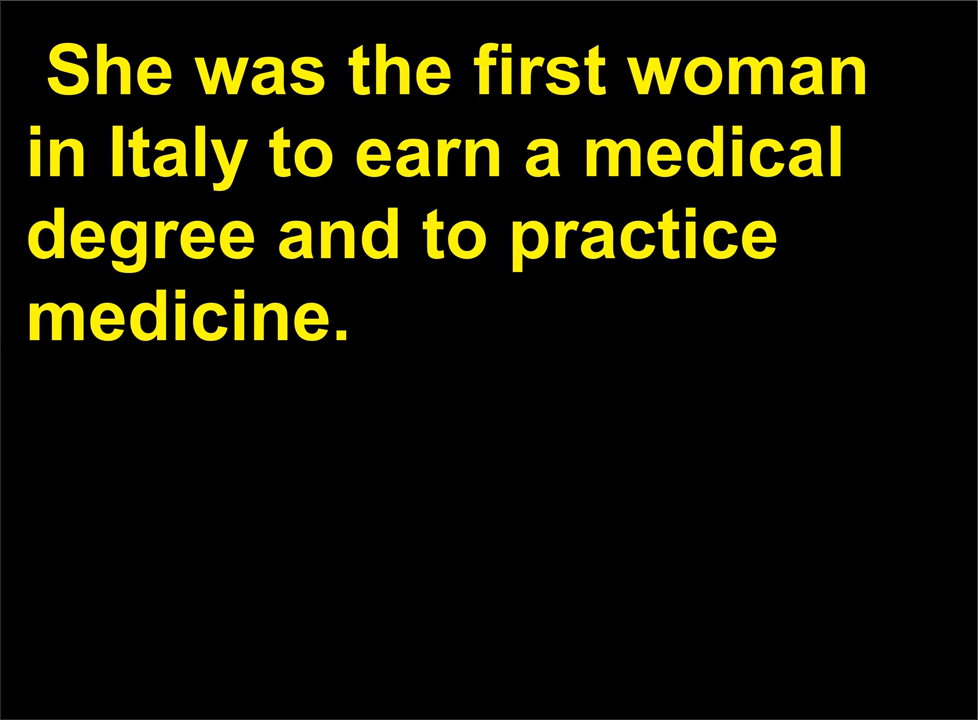 She was the first woman
in Italy to earn a medical
degree and to practice
medicine.